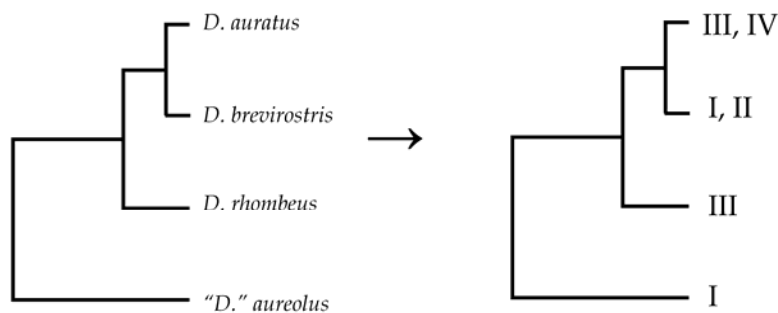 D. auratus
III, IV
D. brevirostris
I, II
D. rhombeus
III
“D.” aureolus
I